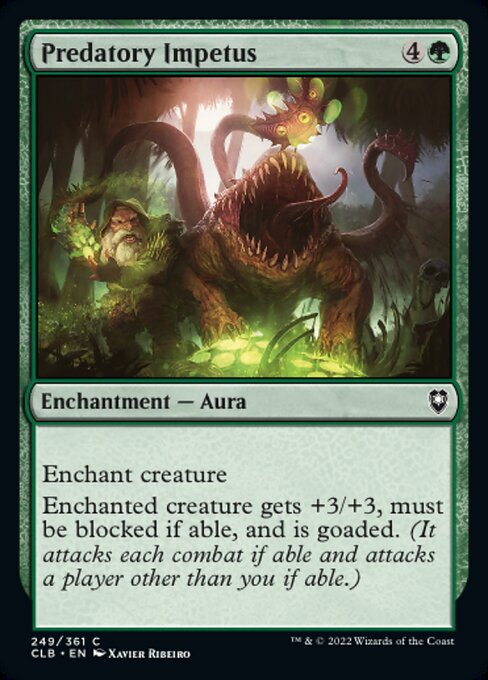 Predatory Impetus 4
Enchantment — Aura
Enchant creature
Enchanted creature gets +3/+3, must
be blocked if able, and is goaded. (It
attacks each combat if able and attacks
a player other than you if able.)
249/361 C
CLB • EN Xavier Ribeiro
™ & © 2022 Wizards of the Coast